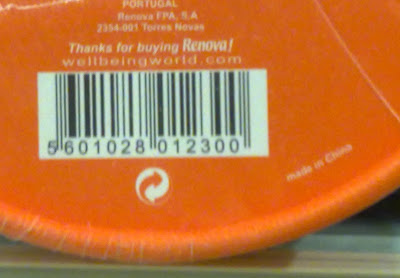 PORTUGAL
Renova FPA, S.A
2354-001 Torres Novas
Thanks for buying Renova!
wellbeingworld.com
5 601028 012300
made in China